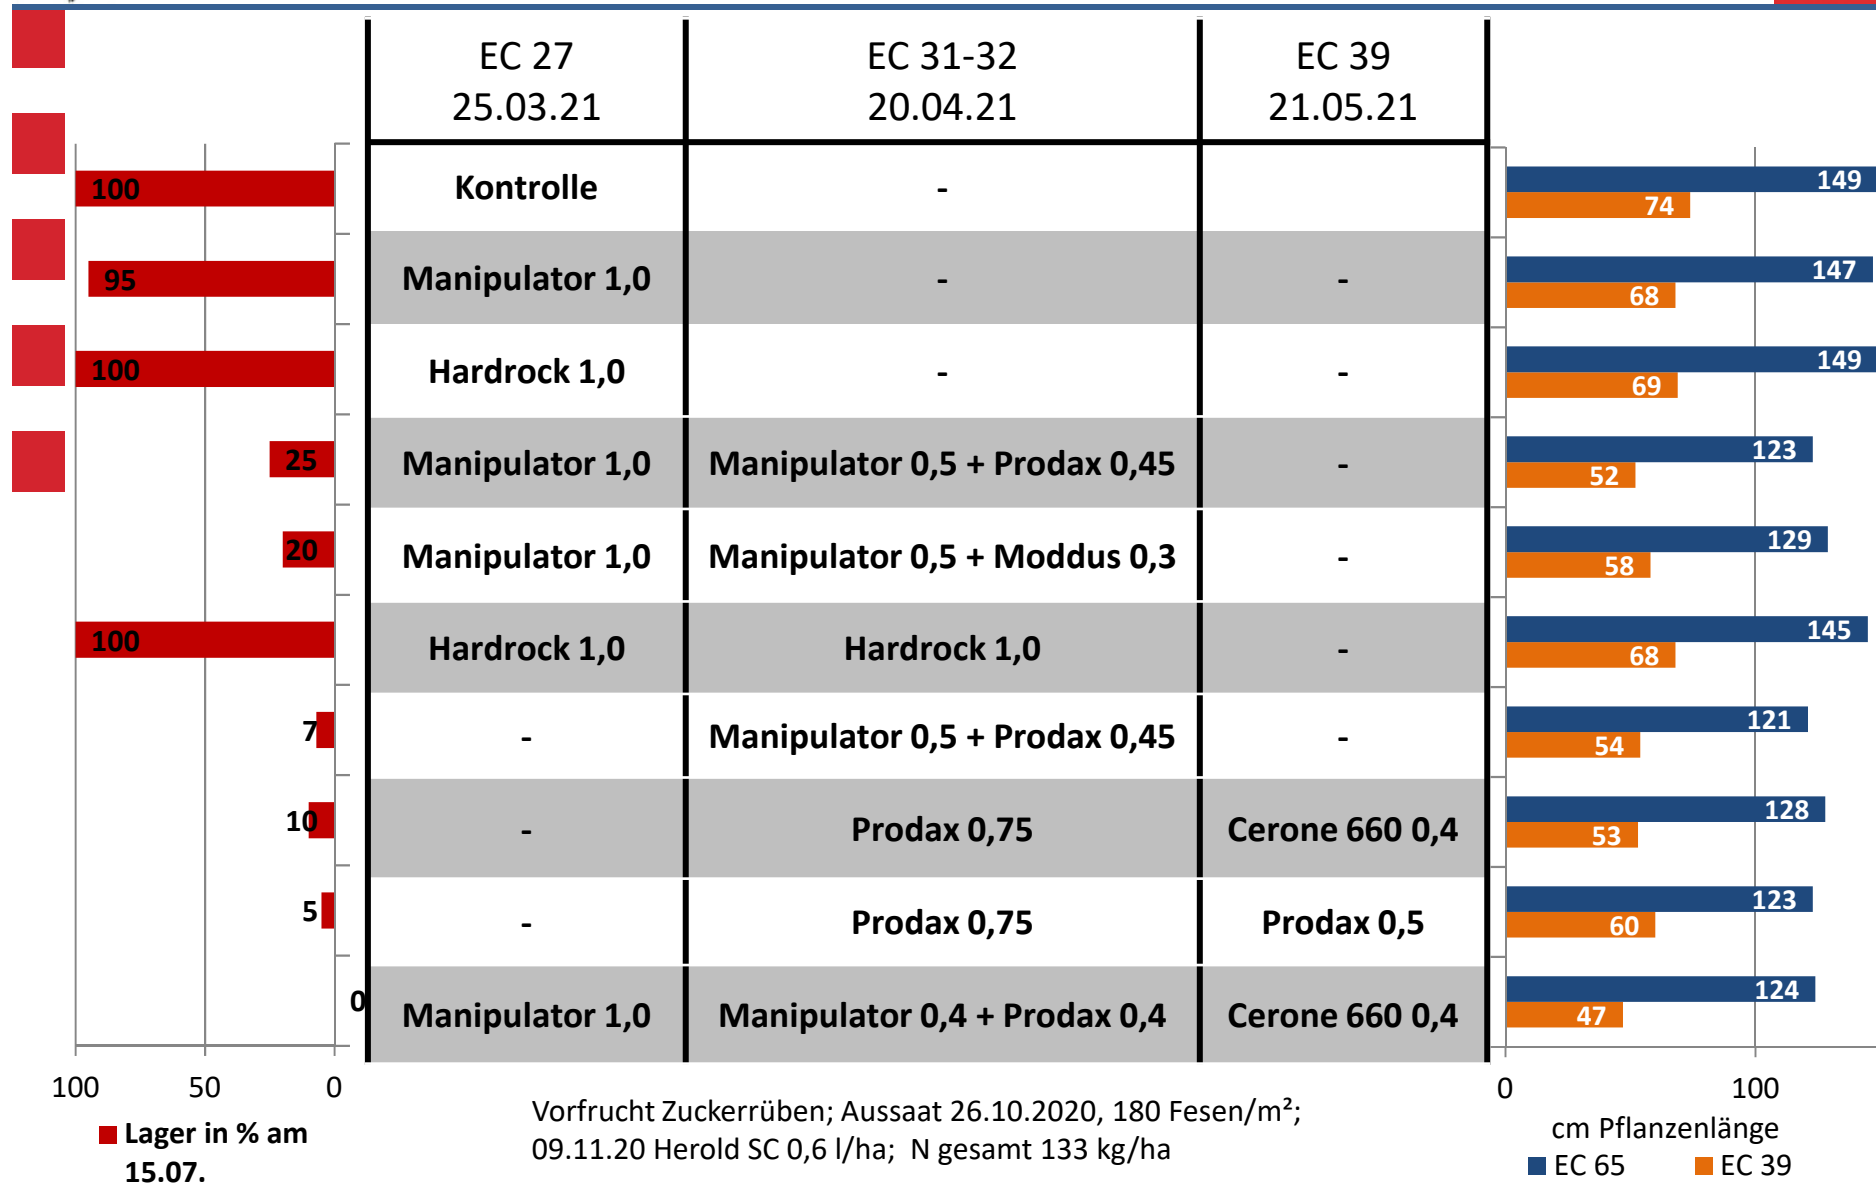 EC 27 EC 31-32 EC 39
25.03.21 20.04.21 21.05.21
100 Kontrolle - 149
74
95 Manipulator 1,0 - - 147
68
100 Hardrock 1,0 - - 149
69
25 Manipulator 1,0 Manipulator 0,5 + Prodax 0,45 - 123
52
20 Manipulator 1,0 Manipulator 0,5 + Moddus 0,3 - 129
58
100 Hardrock 1,0 Hardrock 1,0 - 145
68
7 - Manipulator 0,5 + Prodax 0,45 - 121
54
10 - Prodax 0,75 Cerone 660 0,4 128
53
5 - Prodax 0,75 Prodax 0,5 123
60
0 Manipulator 1,0 Manipulator 0,4 + Prodax 0,4 Cerone 660 0,4 124
47
100 50 0
Lager in % am
15.07.
Vorfrucht Zuckerrüben; Aussaat 26.10.2020, 180 Fesen/m²;
09.11.20 Herold SC 0,6 l/ha; N gesamt 133 kg/ha
0 100
cm Pflanzenlänge
EC 65 EC 39